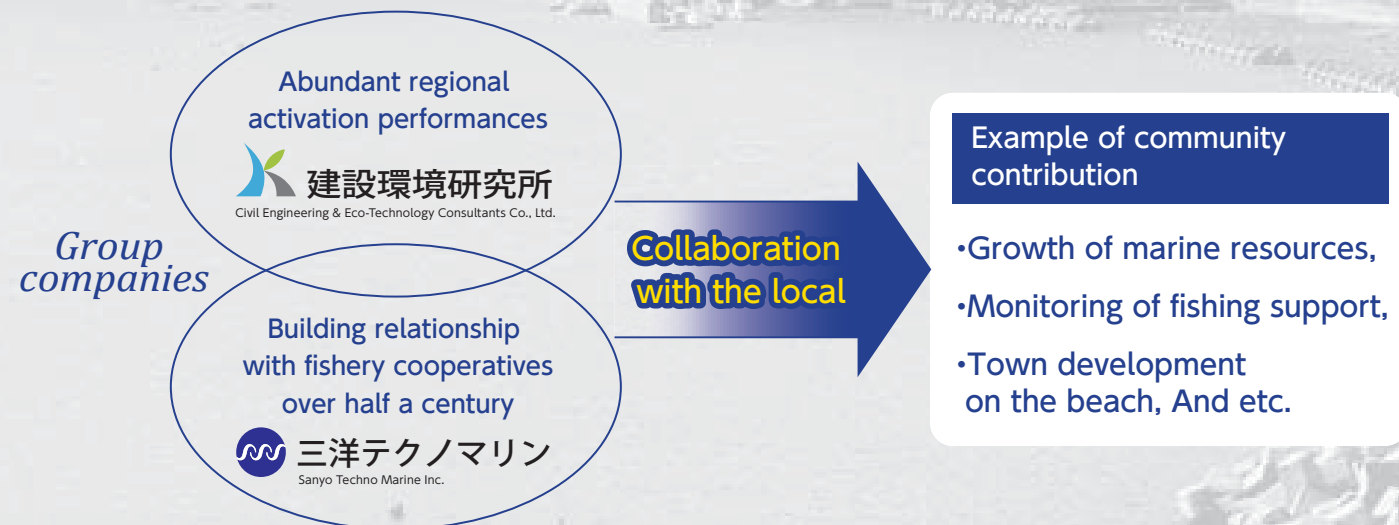 Group
companies
Abundant regional
activation performances
建設環境研究所
Civil Engineering & Eco-Technology Consultants Co., Ltd.
Building relationship
with fishery cooperatives
over half a century
三洋テクノマリン
Sanyo Techno Marine Inc.
Collaboration
with the local
Example of community
contribution
・Growth of marine resources,
・Monitoring of fishing support,
・Town development
on the beach, And etc.